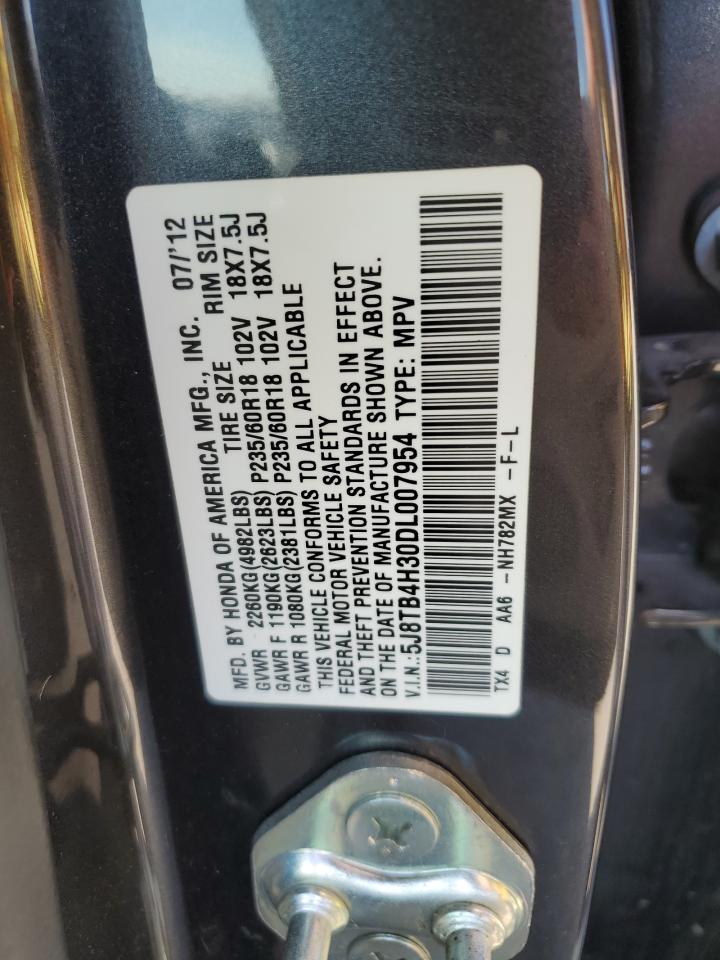 MFD. BY HONDA OF AMERICA MFG., INC. 07/'12
GVWR 2260KG(4982LBS) TIRE SIZE RIM SIZE
GAWR F 1190KG(2623LBS) P235/60R18 102V 18X7.5J
GAWR R 1080KG(2381LBS) P235/60R18 102V 18X7.5J
THIS VEHICLE CONFORMS TO ALL APPLICABLE
FEDERAL MOTOR VEHICLE SAFETY
AND THEFT PREVENTION STANDARDS IN EFFECT
ON THE DATE OF MANUFACTURE SHOWN ABOVE.
V.I.N.: 5J8TB4H30DL007954 TYPE: MPV
TX4 D AA6 -NH782MX -F-L